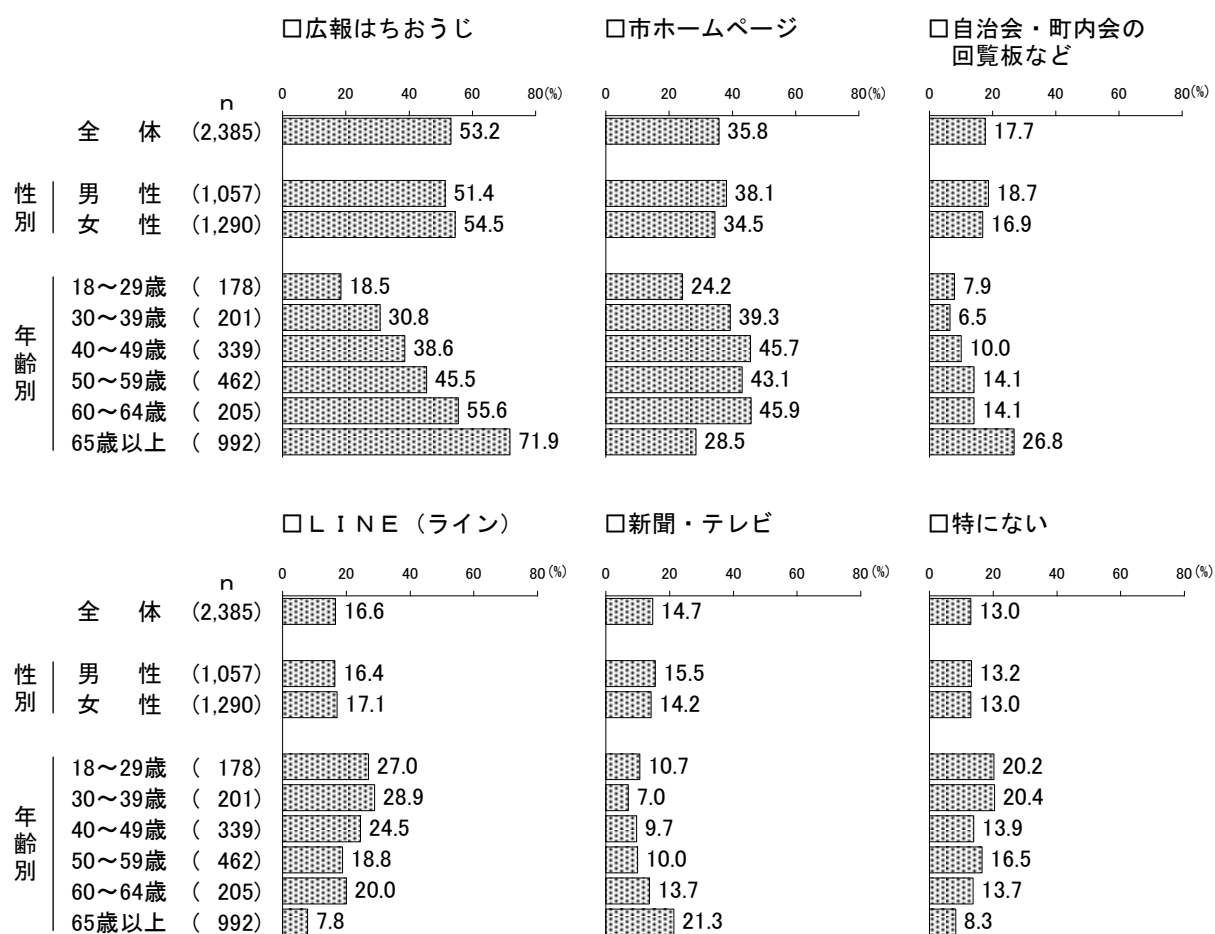 □広報はちおうじ □市ホームページ □自治会・町内会の
回覧板など
n 0 20 40 60 80(%) 0 20 40 60 80(%) 0 20 40 60 80(%)
全 体 (2,385) 53.2 35.8 17.7
性別
男 性 (1,057) 51.4 38.1 18.7
女 性 (1,290) 54.5 34.5 16.9
年齢別
18～29歳 ( 178) 18.5 24.2 7.9
30～39歳 ( 201) 30.8 39.3 6.5
40～49歳 ( 339) 38.6 45.7 10.0
50～59歳 ( 462) 45.5 43.1 14.1
60～64歳 ( 205) 55.6 45.9 14.1
65歳以上 ( 992) 71.9 28.5 26.8
□ＬＩＮＥ（ライン） □新聞・テレビ □特にない
n 0 20 40 60 80(%) 0 20 40 60 80(%) 0 20 40 60 80(%)
全 体 (2,385) 16.6 14.7 13.0
性別
男 性 (1,057) 16.4 15.5 13.2
女 性 (1,290) 17.1 14.2 13.0
年齢別
18～29歳 ( 178) 27.0 10.7 20.2
30～39歳 ( 201) 28.9 7.0 20.4
40～49歳 ( 339) 24.5 9.7 13.9
50～59歳 ( 462) 18.8 10.0 16.5
60～64歳 ( 205) 20.0 13.7 13.7
65歳以上 ( 992) 7.8 21.3 8.3